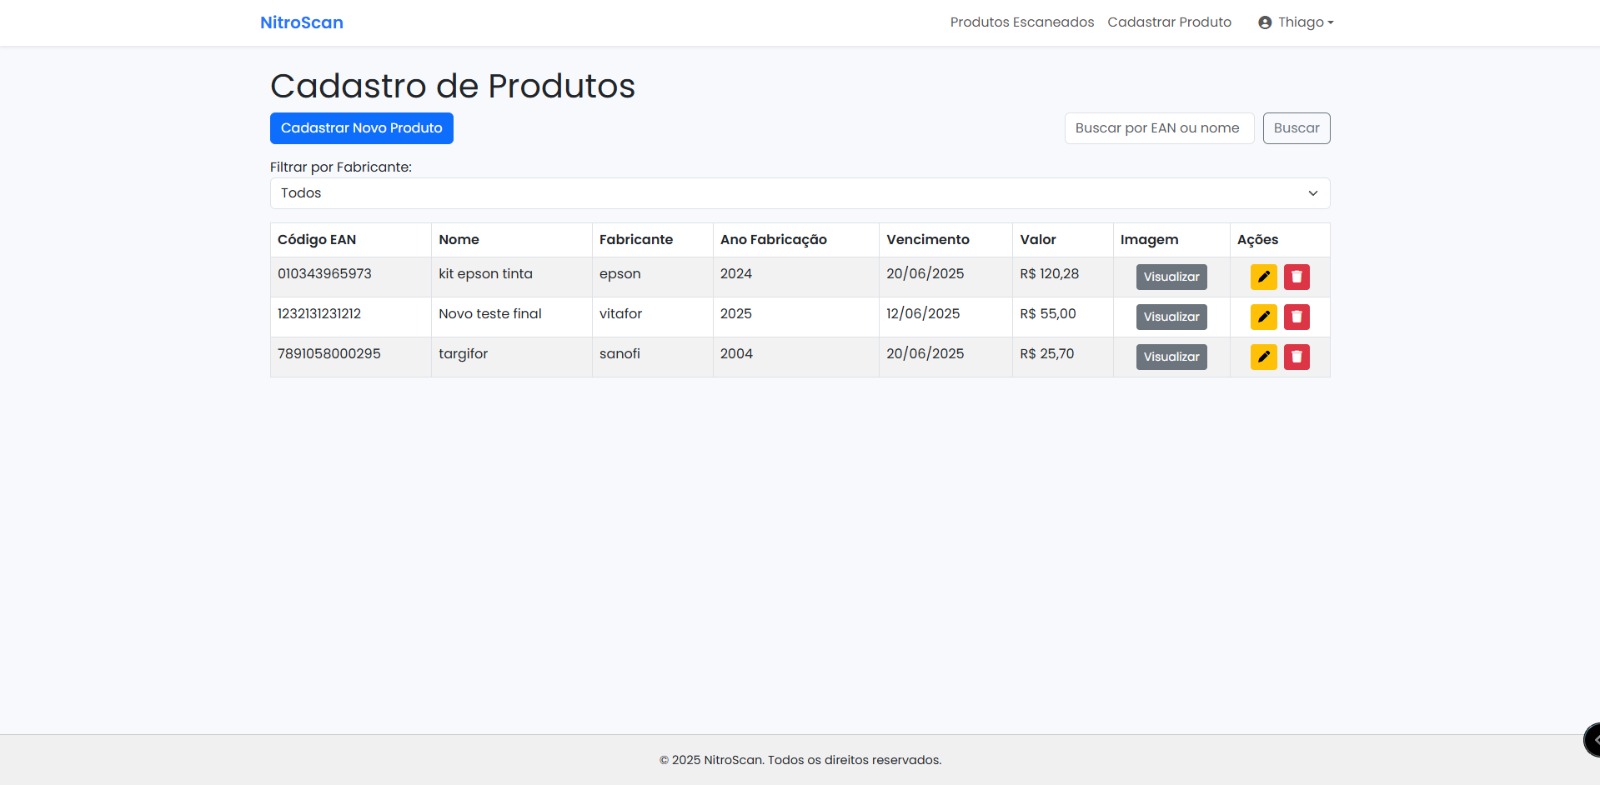 NitroScan Produtos Escaneados Cadastrar Produto Thiago
Cadastro de Produtos
Cadastrar Novo Produto Buscar por EAN ou nome Buscar
Filtrar por Fabricante:
Todos
Código EAN Nome Fabricante Ano Fabricação Vencimento Valor Imagem Ações
010343965973 kit epson tinta epson 2024 20/06/2025 R$ 120,28 Visualizar
1232131231212 Novo teste final vitafor 2025 12/06/2025 R$ 55,00 Visualizar
7891058000295 targifor sanofi 2004 20/06/2025 R$ 25,70 Visualizar
© 2025 NitroScan. Todos os direitos reservados.